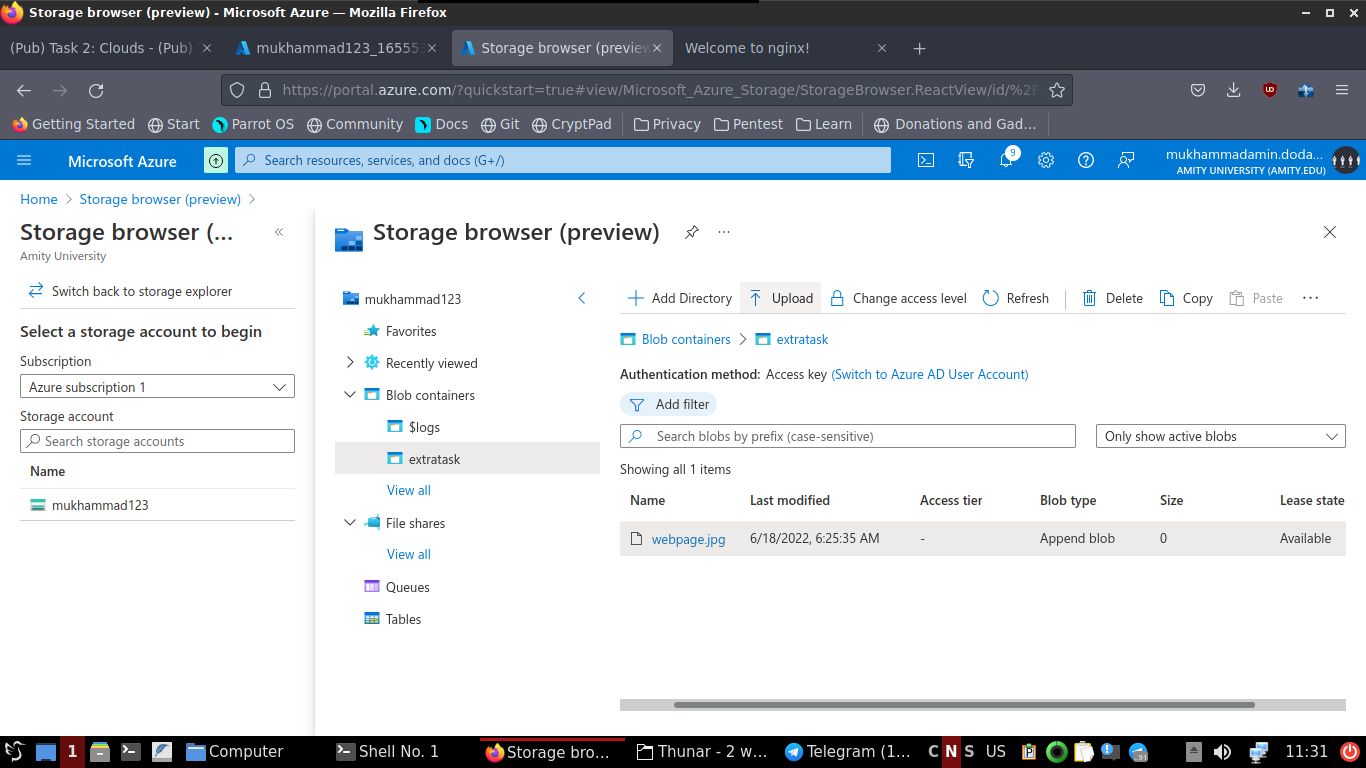 Storage browser (preview) - Microsoft Azure — Mozilla Firefox
(Pub) Task 2: Clouds - (Pub)
mukhammad123_16555
Storage browser (preview
Welcome to nginx!
https://portal.azure.com/?quickstart=true#view/Microsoft_Azure_Storage/StorageBrowser.ReactView/id/%2F
Getting Started
Start
Parrot OS
Community
Docs
Git
CryptPad
Privacy
Pentest
Learn
Donations and Gad…
Microsoft Azure
Search resources, services, and docs (G+/)
9
mukhammadamin.doda...
AMITY UNIVERSITY (AMITY.EDU)
Home > Storage browser (preview) >
Storage browser (...
«
Amity University
Switch back to storage explorer
Select a storage account to begin
Subscription
Azure subscription 1
Storage account
Search storage accounts
Name
mukhammad123
Storage browser (preview)
...
mukhammad123
Favorites
Recently viewed
Blob containers
$logs
extratask
View all
File shares
View all
Queues
Tables
Add Directory
Upload
Change access level
Refresh
Delete
Copy
Paste
...
Blob containers > extratask
Authentication method: Access key (Switch to Azure AD User Account)
Add filter
Search blobs by prefix (case-sensitive)
Only show active blobs
Showing all 1 items
Name Last modified Access tier Blob type Size Lease state
webpage.jpg 6/18/2022, 6:25:35 AM - Append blob 0 Available
1
Computer
Shell No. 1
Storage bro…
Thunar - 2 w…
Telegram (1…
C N S US
91
11:31